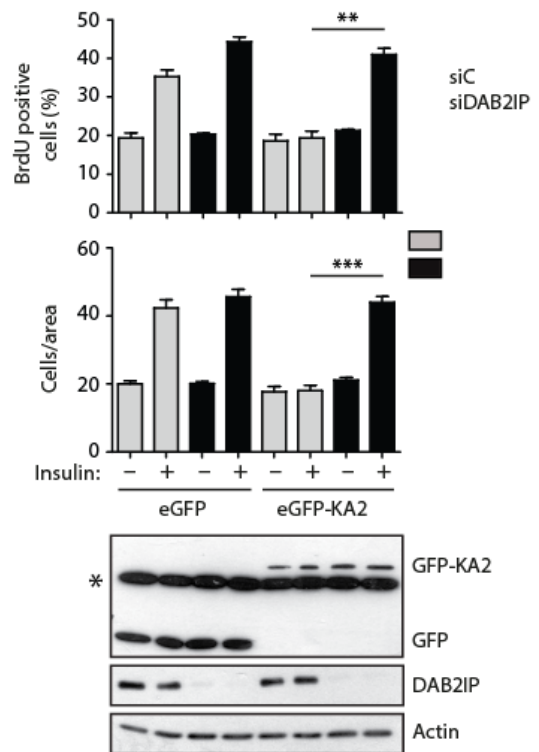 50
40
30
20
10
0
BrdU positive
cells (%)
**
siC
siDAB2IP
60
40
20
0
Cells/area
***
Insulin: – + – + – + – +
eGFP eGFP-KA2
*
GFP-KA2
GFP
DAB2IP
Actin